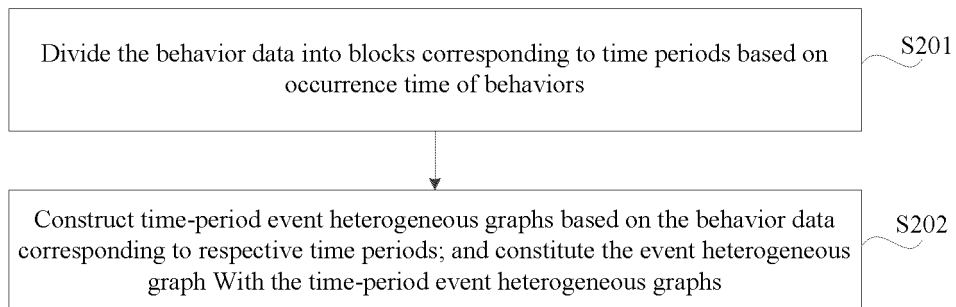 Divide the behavior data into blocks corresponding to time periods based on
occurrence time of behaviors
S201
Construct time-period event heterogeneous graphs based on the behavior data
corresponding to respective time periods; and constitute the event heterogeneous
graph With the time-period event heterogeneous graphs
S202